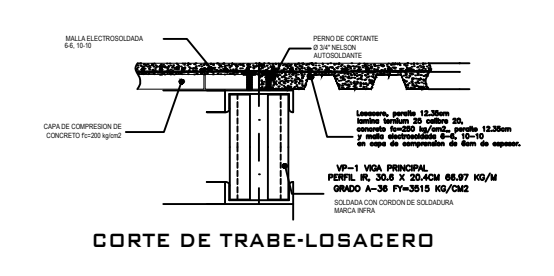 MALLA ELECTROSOLDADA
6-6, 10-10
PERNO DE CORTANTE
Ø 3/4" NELSON
AUTOSOLDANTE
CAPA DE COMPRESION DE
CONCRETO f'c=200 kg/cm2
Losacero, peralte 12.35cm
lamina ternium 25 calibre 20,
concreto fc=250 kg/cm2, peralte 12.35cm
y malla electrosoldada 6-6, 10-10
en capa de compresion de 6cm de espesor.
VP-1 VIGA PRINCIPAL
PERFIL IR, 30.6 X 20.4CM 66.97 KG/M
GRADO A-36 FY=3515 KG/CM2
SOLDADA CON CORDON DE SOLDADURA
MARCA INFRA
CORTE DE TRABE-LOSACERO